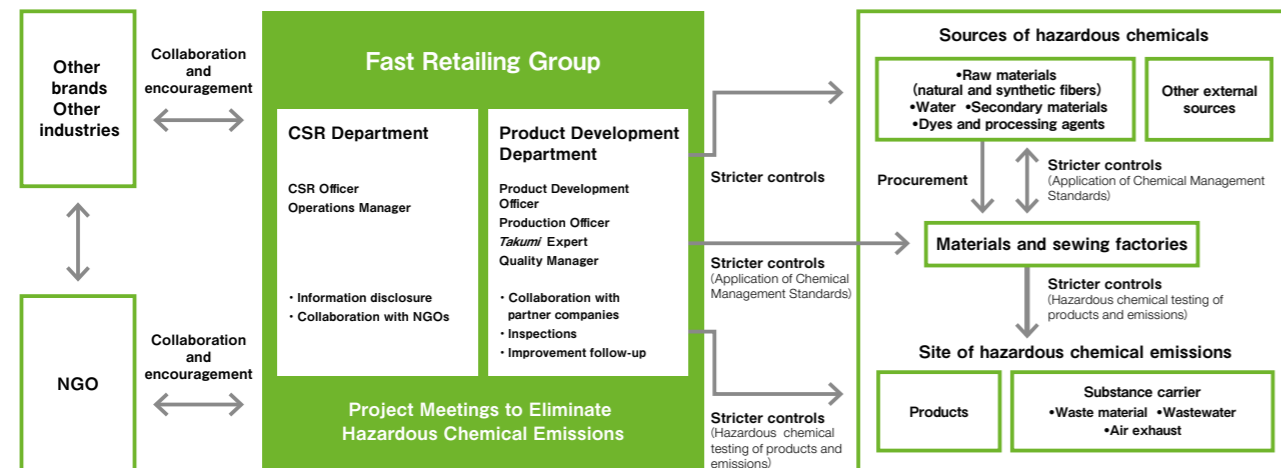 Other
brands
Other
industries
Collaboration
and
encouragement
NGO
Collaboration
and
encouragement
Fast Retailing Group
CSR Department
CSR Officer
Operations Manager
・Information disclosure
・Collaboration with NGOs
Product Development
Department
Product Development
Officer
Production Officer
Takumi Expert
Quality Manager
・Collaboration with
partner companies
・Inspections
・Improvement follow-up
Project Meetings to Eliminate
Hazardous Chemical Emissions
Stricter controls
Stricter controls
(Application of Chemical
Management Standards)
Stricter controls
(Hazardous chemical
testing of products and
emissions)
Sources of hazardous chemicals
•Raw materials
(natural and synthetic fibers)
•Water •Secondary materials
•Dyes and processing agents
Other external
sources
Procurement
Stricter controls
(Application of Chemical Management
Standards)
Materials and sewing factories
Stricter controls
(Hazardous chemical testing of
products and emissions)
Site of hazardous chemical emissions
Products
Substance carrier
•Waste material •Wastewater
•Air exhaust